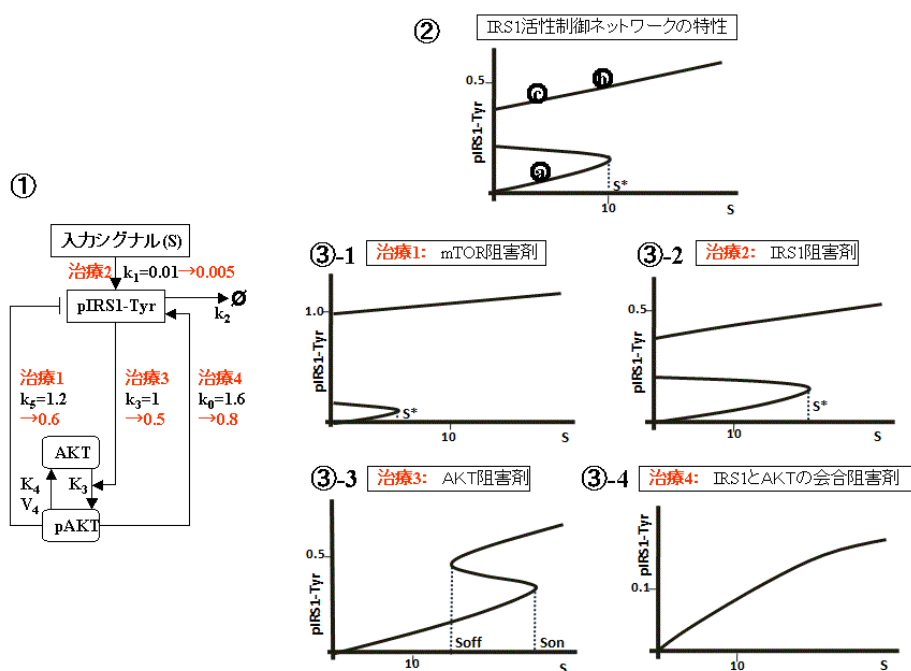 ②
IRS1活性制御ネットワークの特性
0.5
pIRS1-Tyr
c
b
a
S*
10
S
①
入力シグナル(S)
治療2 k1=0.01→0.005
pIRS1-Tyr
Ø
k2
治療1
k5=1.2
→0.6
治療3
k3=1
→0.5
治療4
k0=1.6
→0.8
AKT
K4
V4
K3
pAKT
③-1 治療1: mTOR阻害剤
1.0
pIRS1-Tyr
S*
10
S
③-2 治療2: IRS1阻害剤
0.5
pIRS1-Tyr
S*
10
S
③-3 治療3: AKT阻害剤
0.5
pIRS1-Tyr
Soff
Son
10
S
③-4 治療4: IRS1とAKTの会合阻害剤
0.1
pIRS1-Tyr
10
S